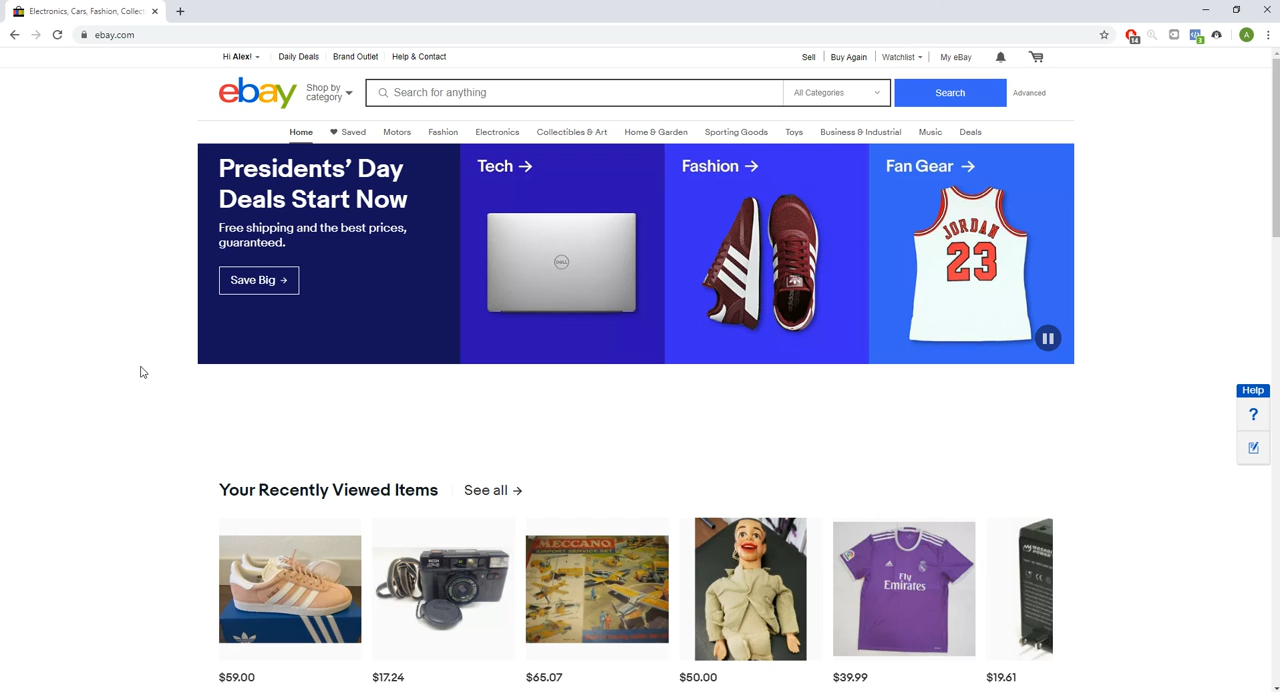 Electronics, Cars, Fashion, Collect
ebay.com
14
3
A
Hi Alex!
Daily Deals
Brand Outlet
Help & Contact
Sell
Buy Again
Watchlist
My eBay
ebay
Shop by
category
Search for anything
All Categories
Search
Advanced
Home
Saved
Motors
Fashion
Electronics
Collectibles & Art
Home & Garden
Sporting Goods
Toys
Business & Industrial
Music
Deals
Presidents' Day
Deals Start Now
Free shipping and the best prices,
guaranteed.
Save Big →
Tech →
DELL
Fashion →
adidas
Fan Gear →
JORDAN
23
Help
?
Your Recently Viewed Items
See all →
MECCANO
Fly
Emirates
$59.00
$17.24
$65.07
$50.00
$39.99
$19.61